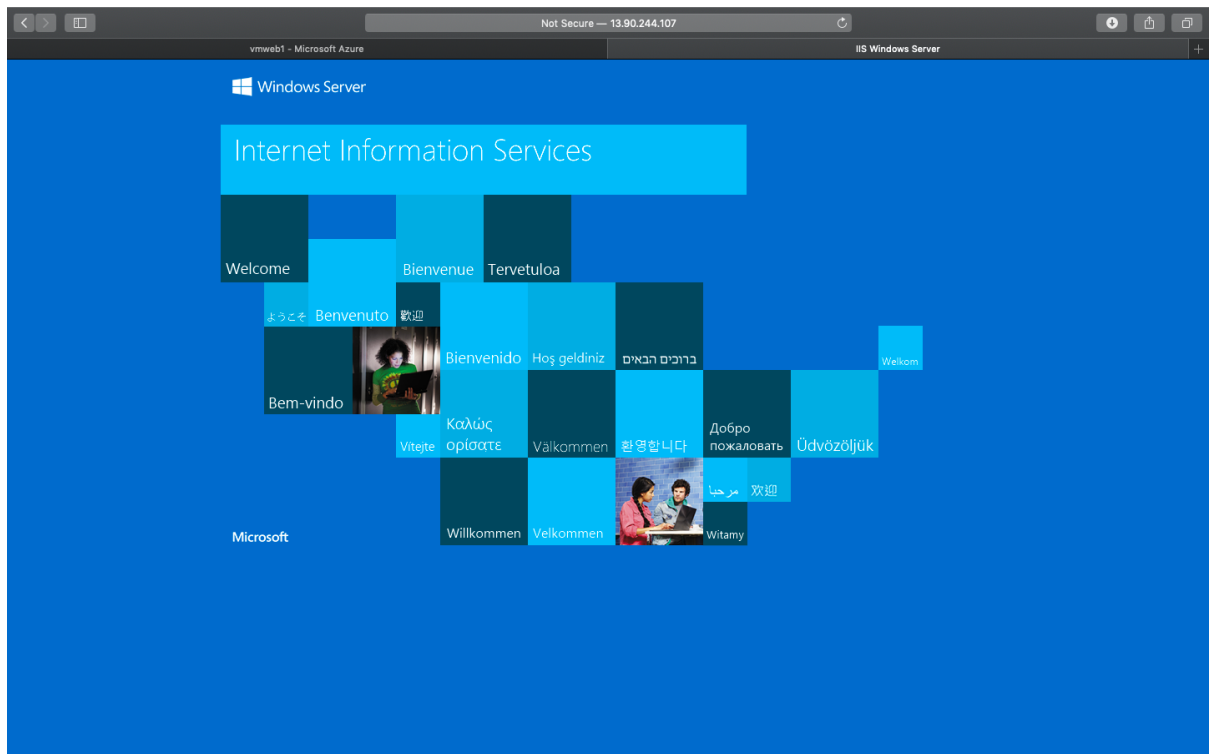 Not Secure — 13.90.244.107
vmweb1 - Microsoft Azure
IIS Windows Server
Windows Server
Internet Information Services
Welcome
Bienvenue
Tervetuloa
ようこそ
Benvenuto
歡迎
Bienvenido
Hoş geldiniz
ברוכים הבאים
Welkom
Bem-vindo
Vítejte
Καλώς
ορίσατε
Välkommen
환영합니다
Добро
пожаловать
Üdvözöljük
مرحبا
欢迎
Microsoft
Willkommen
Velkommen
Witamy